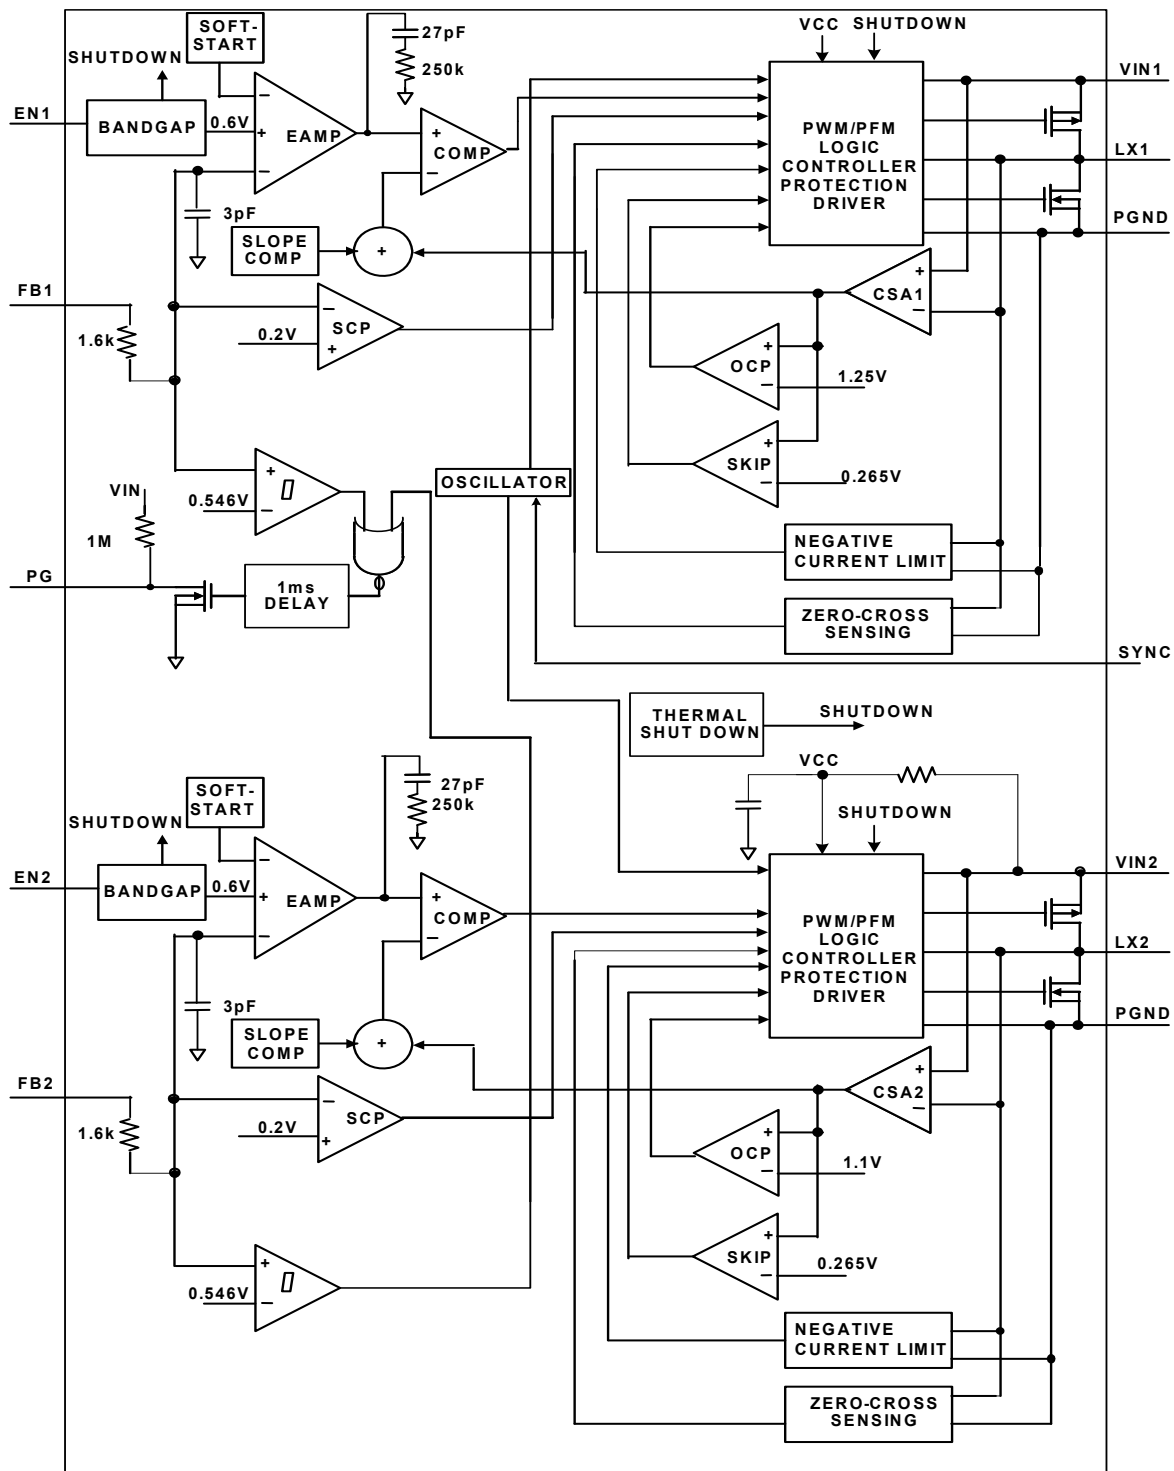 SOFT-
START
27pF
SHUTDOWN
250k
VCC
SHUTDOWN
VIN1
EN1
BANDGAP
0.6V
−
+
−
EAMP
+
−
COMP
PWM/PFM
LOGIC
CONTROLLER
PROTECTION
DRIVER
LX1
3pF
PGND
SLOPE
COMP
+
+
−
CSA1
FB1
1.6k
0.2V
−
+
SCP
+
−
OCP
1.25V
+
−
0.546V
VIN
1M
OSCILLATOR
+
−
SKIP
0.265V
PG
1ms
DELAY
NEGATIVE
CURRENT LIMIT
ZERO-CROSS
SENSING
SYNC
THERMAL
SHUT DOWN
SHUTDOWN
VCC
SOFT-
START
27pF
250k
SHUTDOWN
SHUTDOWN
VIN2
EN2
BANDGAP
0.6V
−
+
−
EAMP
+
−
COMP
PWM/PFM
LOGIC
CONTROLLER
PROTECTION
DRIVER
LX2
3pF
PGND
SLOPE
COMP
+
+
−
CSA2
FB2
1.6k
0.2V
−
+
SCP
+
−
OCP
1.1V
+
−
0.546V
+
−
SKIP
0.265V
NEGATIVE
CURRENT LIMIT
ZERO-CROSS
SENSING